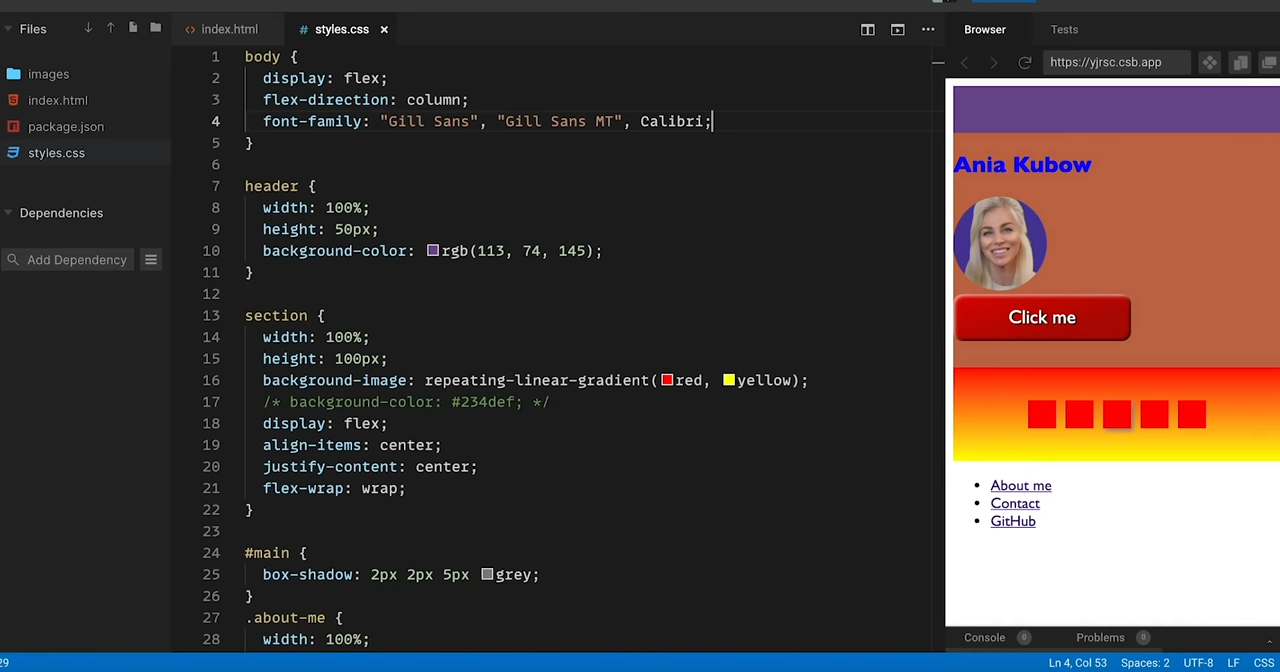 Files
index.html
styles.css
Browser
Tests
https://yjrsc.csb.app
images
index.html
package.json
styles.css
Dependencies
Add Dependency
1 body {
2 display: flex;
3 flex-direction: column;
4 font-family: "Gill Sans", "Gill Sans MT", Calibri;
5 }
6
7 header {
8 width: 100%;
9 height: 50px;
10 background-color: rgb(113, 74, 145);
11 }
12
13 section {
14 width: 100%;
15 height: 100px;
16 background-image: repeating-linear-gradient(red, yellow);
17 /* background-color: #234def; */
18 display: flex;
19 align-items: center;
20 justify-content: center;
21 flex-wrap: wrap;
22 }
23
24 #main {
25 box-shadow: 2px 2px 5px grey;
26 }
27 .about-me {
28 width: 100%;
Ania Kubow
Click me
About me
Contact
GitHub
Console 0 Problems 0
29
Ln 4, Col 53 Spaces: 2 UTF-8 LF CSS